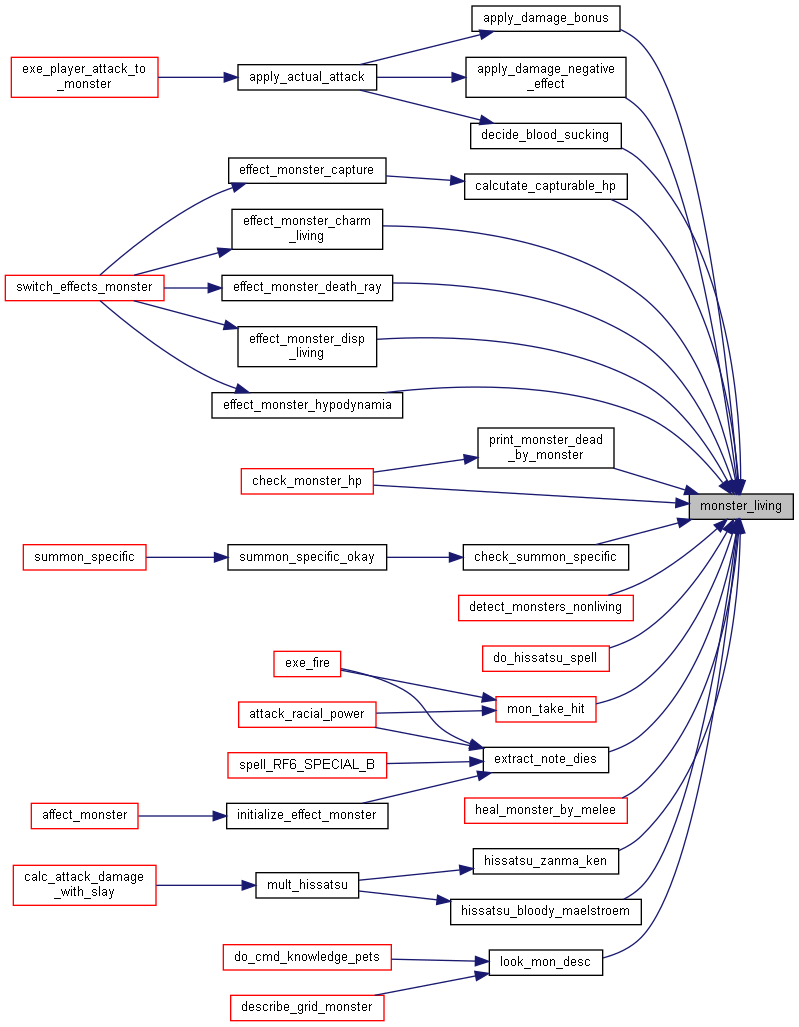 apply_damage_bonus
exe_player_attack_to
_monster
apply_actual_attack
apply_damage_negative
_effect
decide_blood_sucking
effect_monster_capture
calcutate_capturable_hp
effect_monster_charm
_living
switch_effects_monster
effect_monster_death_ray
effect_monster_disp
_living
effect_monster_hypodynamia
print_monster_dead
_by_monster
check_monster_hp
monster_living
summon_specific
summon_specific_okay
check_summon_specific
detect_monsters_nonliving
do_hissatsu_spell
exe_fire
attack_racial_power
mon_take_hit
spell_RF6_SPECIAL_B
extract_note_dies
affect_monster
initialize_effect_monster
heal_monster_by_melee
calc_attack_damage
_with_slay
mult_hissatsu
hissatsu_zanma_ken
hissatsu_bloody_maelstroem
do_cmd_knowledge_pets
look_mon_desc
describe_grid_monster